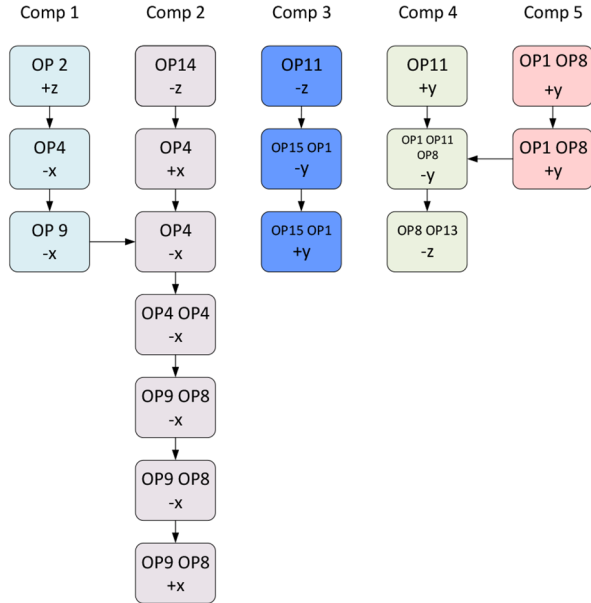 Comp 1 Comp 2 Comp 3 Comp 4 Comp 5
OP 2
+z
OP14
-z
OP11
-z
OP11
+y
OP1 OP8
+y
OP4
-x
OP4
+x
OP15 OP1
-y
OP1 OP11
OP8
-y
OP1 OP8
+y
OP 9
-x
OP4
-x
OP15 OP1
+y
OP8 OP13
-z
OP4 OP4
-x
OP9 OP8
-x
OP9 OP8
-x
OP9 OP8
+x